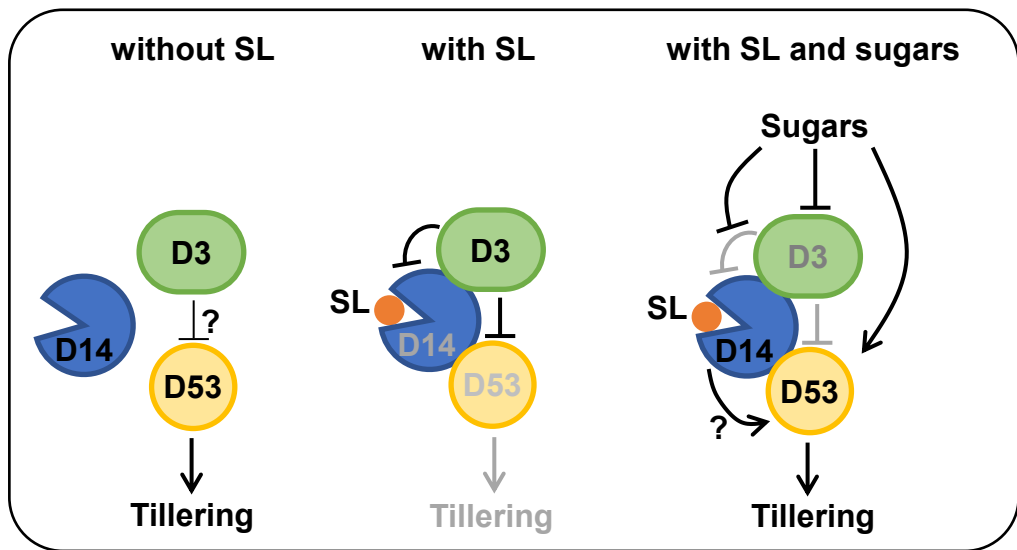 without SL
D3
?
D14
D53
Tillering
with SL
D3
SL
D14
D53
Tillering
with SL and sugars
Sugars
D3
SL
D14
D53
?
Tillering